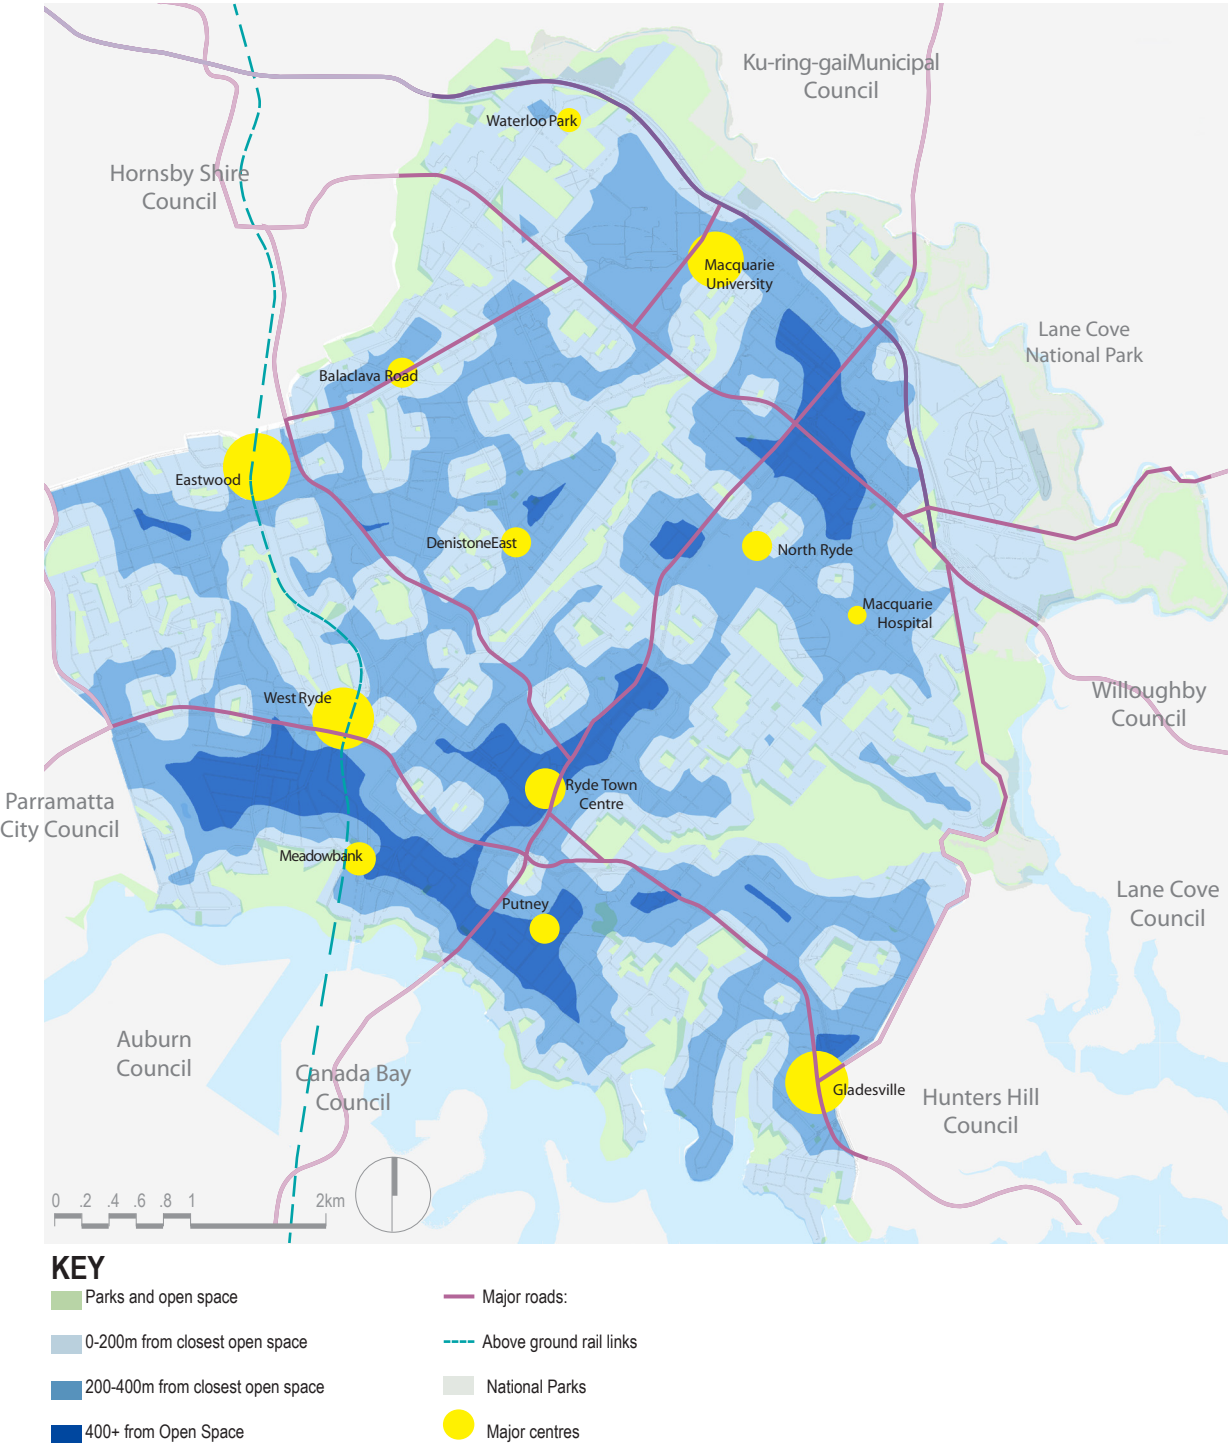 Ku-ring-gaiMunicipal
Council
Waterloo Park
Hornsby Shire
Council
Macquarie
University
Lane Cove
National Park
Balaclava Road
Eastwood
DenistoneEast
North Ryde
Macquarie
Hospital
West Ryde
Willoughby
Council
Ryde Town
Centre
Parramatta
City Council
Meadowbank
Putney
Lane Cove
Council
Auburn
Council
Canada Bay
Council
Gladesville
Hunters Hill
Council
0 .2 .4 .6 .8 1 2km
KEY
Parks and open space
0-200m from closest open space
200-400m from closest open space
400+ from Open Space
Major roads:
Above ground rail links
National Parks
Major centres